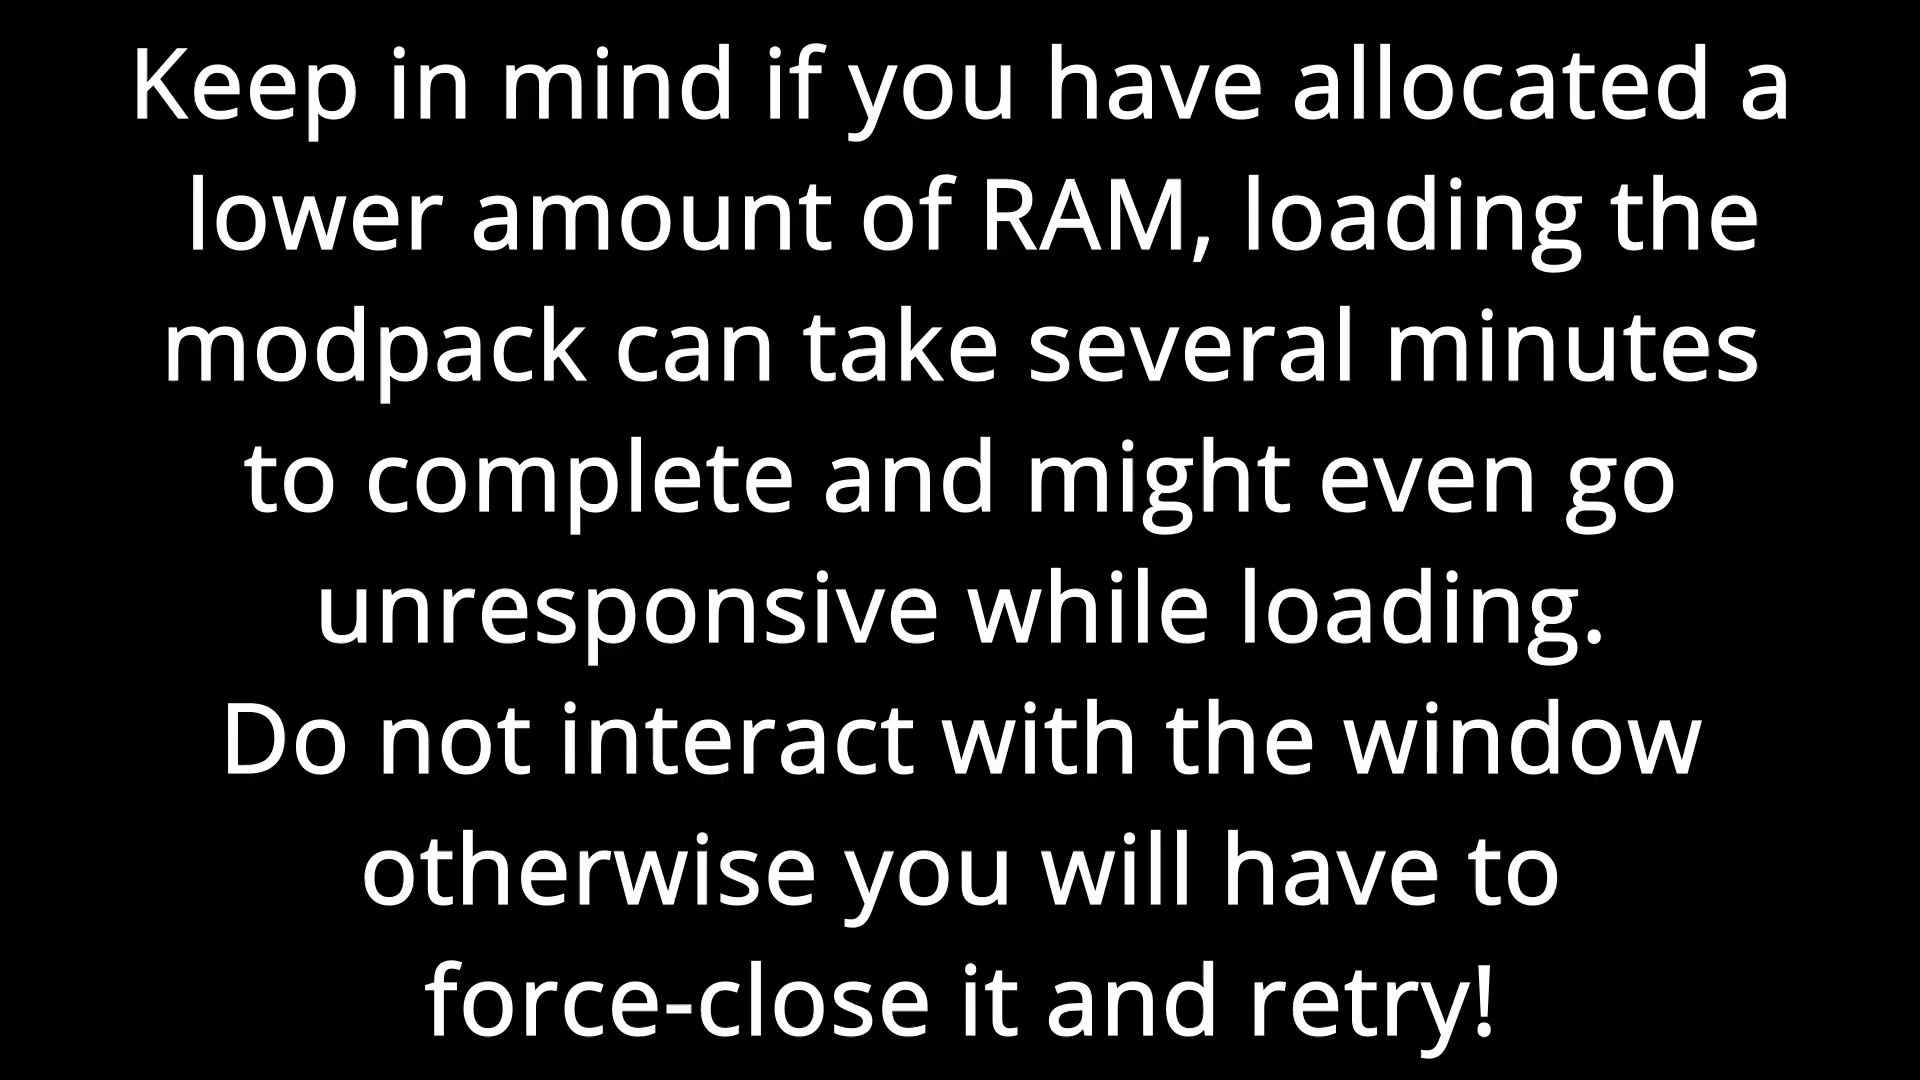 Keep in mind if you have allocated a
lower amount of RAM, loading the
modpack can take several minutes
to complete and might even go
unresponsive while loading.
Do not interact with the window
otherwise you will have to
force-close it and retry!